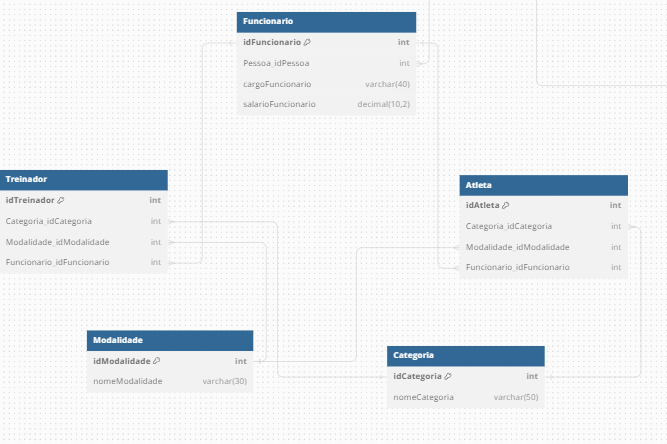 Funcionario
idFuncionario int
Pessoa_idPessoa int
cargoFuncionario varchar(40)
salarioFuncionario decimal(10,2)
Treinador
idTreinador int
Categoria_idCategoria int
Modalidade_idModalidade int
Funcionario_idFuncionario int
Atleta
idAtleta int
Categoria_idCategoria int
Modalidade_idModalidade int
Funcionario_idFuncionario int
Modalidade
idModalidade int
nomeModalidade varchar(30)
Categoria
idCategoria int
nomeCategoria varchar(50)